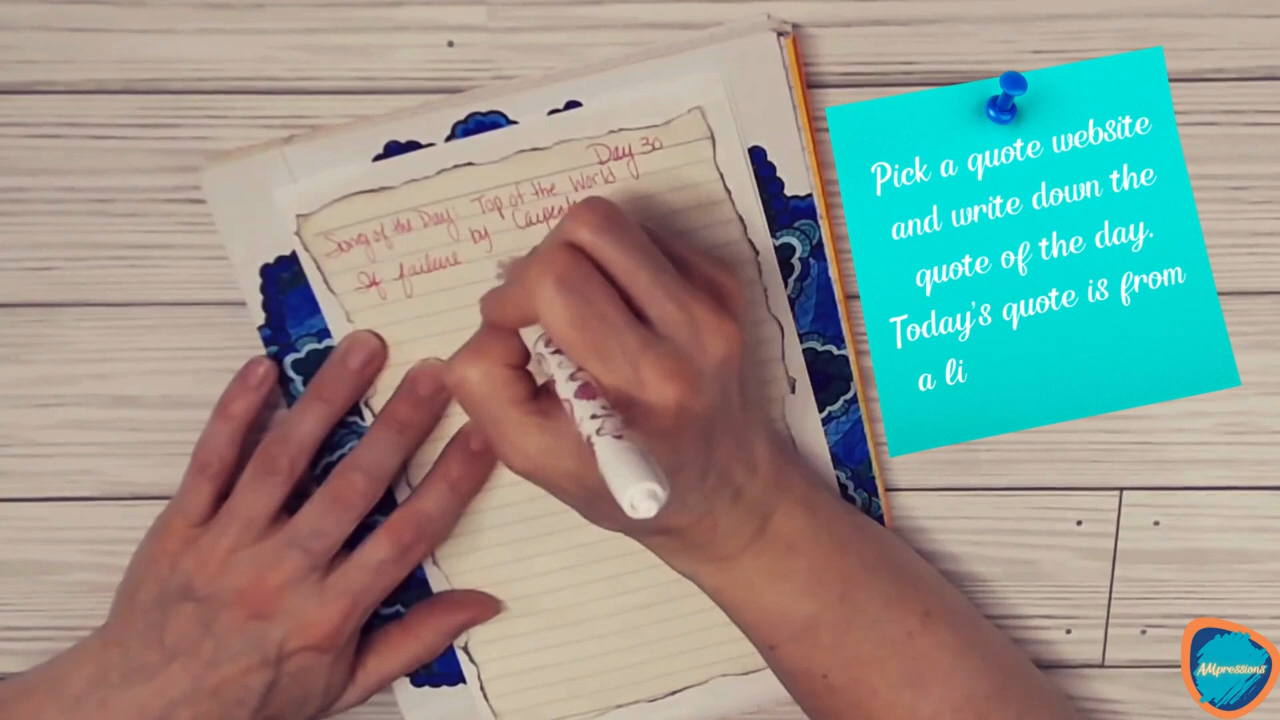 Day 30
Song of the Day: Top of the World
by Carpent
If failure
Pick a quote website
and write down the
quote of the day.
Today's quote is from
a li
AMpressions